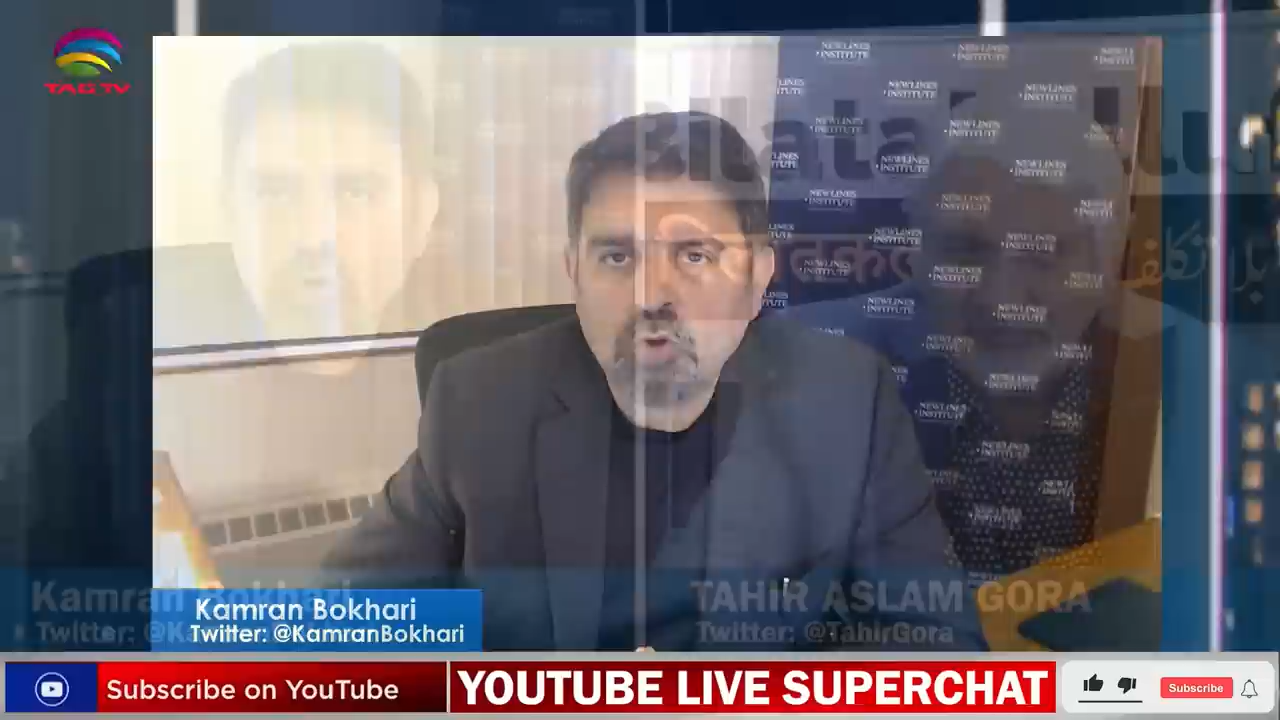 TAG TV
NEWLINES
INSTITUTE
بلاتکلف
Kamran Bokhari
Twitter: @KamranBokhari
TAHIR ASLAM GORA
Twitter: @TahirGora
Subscribe on YouTube
YOUTUBE LIVE SUPERCHAT
Subscribe